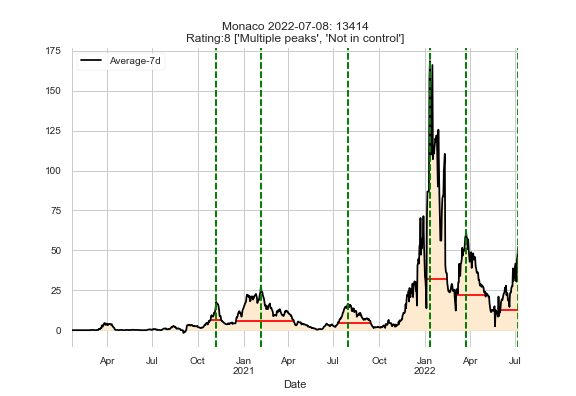 Monaco 2022-07-08: 13414
Rating:8 ['Multiple peaks', 'Not in control']
Average-7d
175
150
125
100
75
50
25
0
Apr Jul Oct Jan Apr Jul Oct Jan Apr Jul
2021 2022
Date